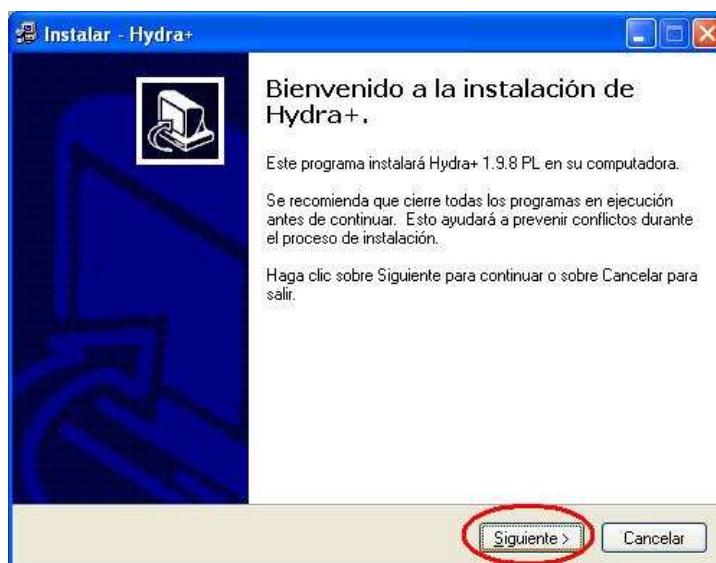 Instalar - Hydra+
Bienvenido a la instalación de
Hydra+.
Este programa instalará Hydra+ 1.9.8 PL en su computadora.
Se recomienda que cierre todas los programas en ejecución
antes de continuar. Esto ayudará a prevenir conflictos durante
el proceso de instalación.
Haga clic sobre Siguiente para continuar o sobre Cancelar para
salir.
Siguiente >
Cancelar